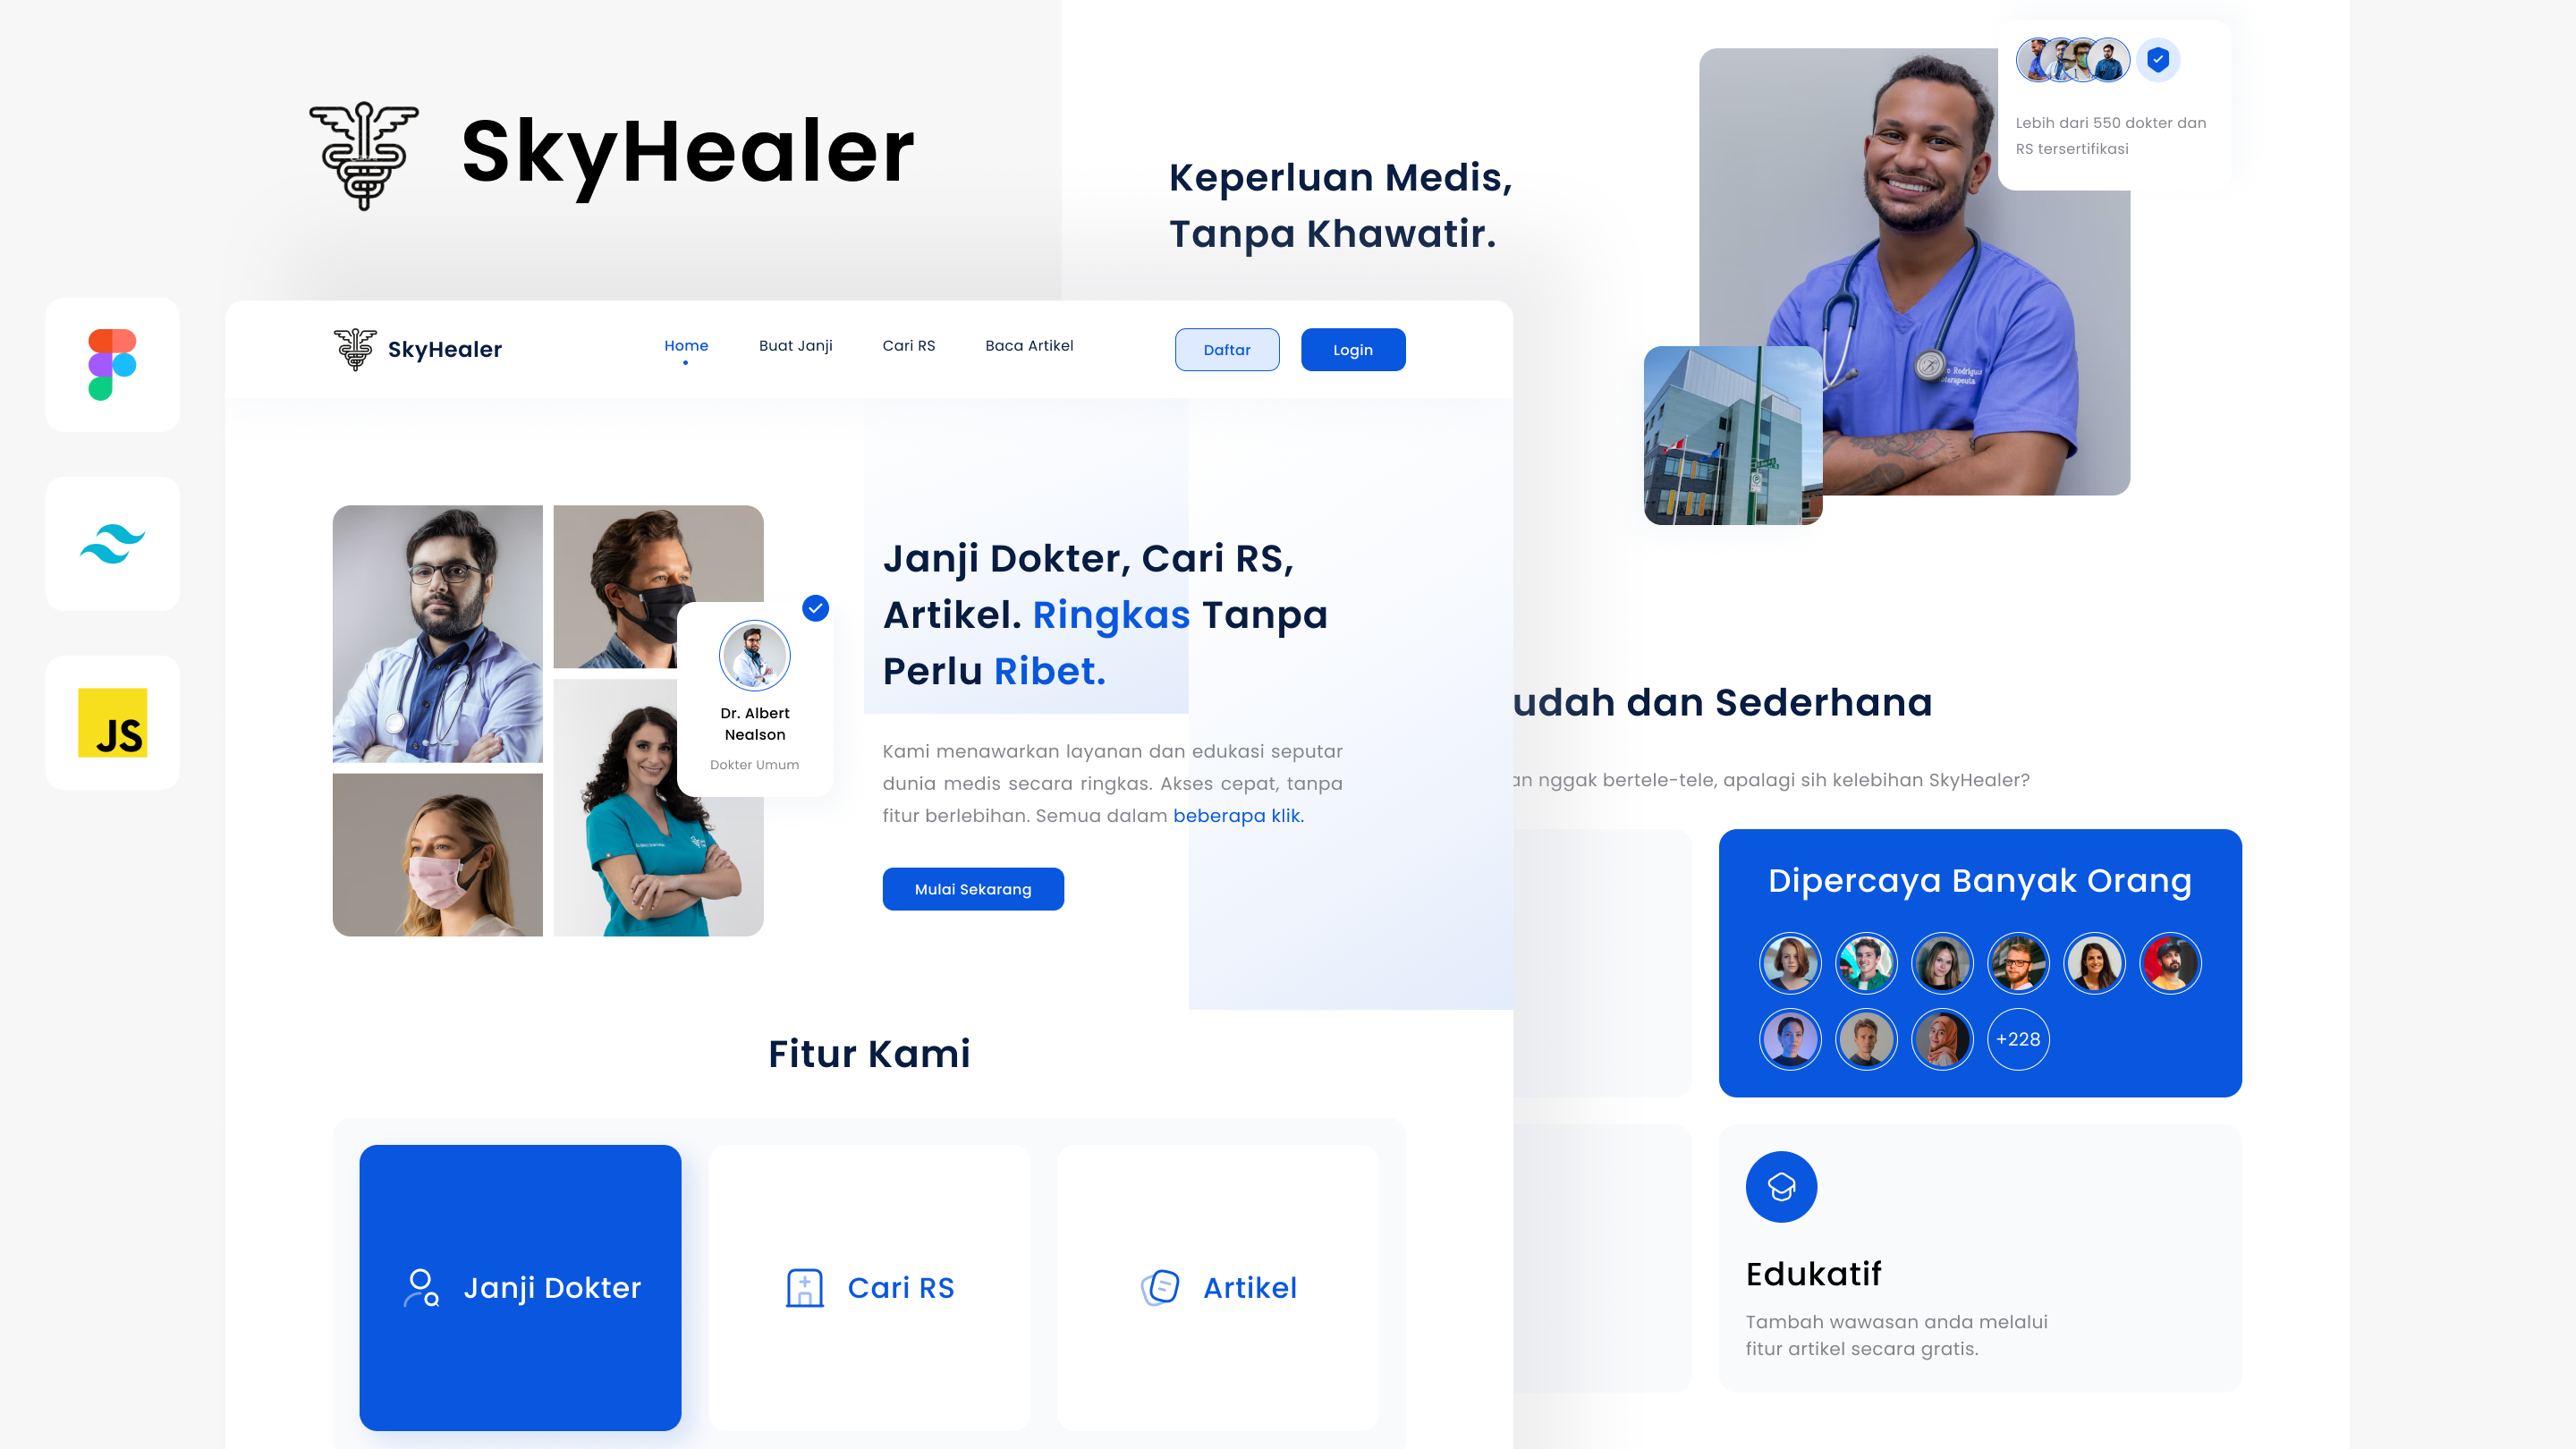 SkyHealer
Keperluan Medis,
Tanpa Khawatir.
Lebih dari 550 dokter dan
RS tersertifikasi
SkyHealer
Home
Buat Janji
Cari RS
Baca Artikel
Daftar
Login
Janji Dokter, Cari RS,
Artikel. Ringkas Tanpa
Perlu Ribet.
Dr. Albert
Nealson
Dokter Umum
Kami menawarkan layanan dan edukasi seputar
dunia medis secara ringkas. Akses cepat, tanpa
fitur berlebihan. Semua dalam beberapa klik.
Mulai Sekarang
JS
Fitur Kami
Janji Dokter
Cari RS
Artikel
udah dan Sederhana
an nggak bertele-tele, apalagi sih kelebihan SkyHealer?
Dipercaya Banyak Orang
+228
Edukatif
Tambah wawasan anda melalui
fitur artikel secara gratis.